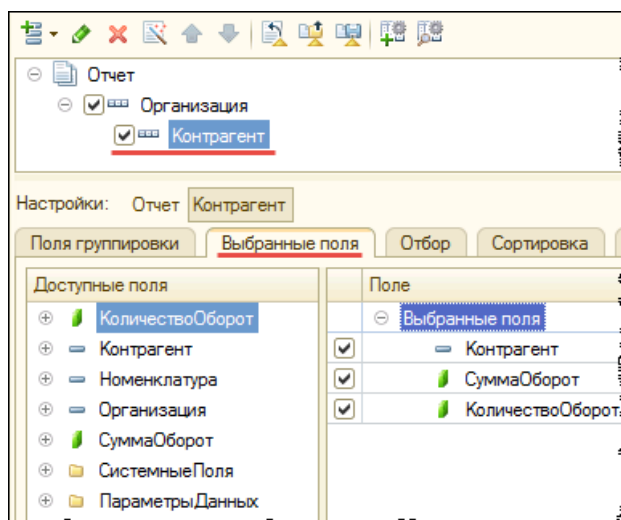 Отчет
Организация
Контрагент
Настройки: Отчет Контрагент
Поля группировки Выбранные поля Отбор Сортировка
Доступные поля Поле
КоличествоОборот Выбранные поля
Контрагент Контрагент
Номенклатура СуммаОборот
Организация КоличествоОборот
СуммаОборот
СистемныеПоля
ПараметрыДанных